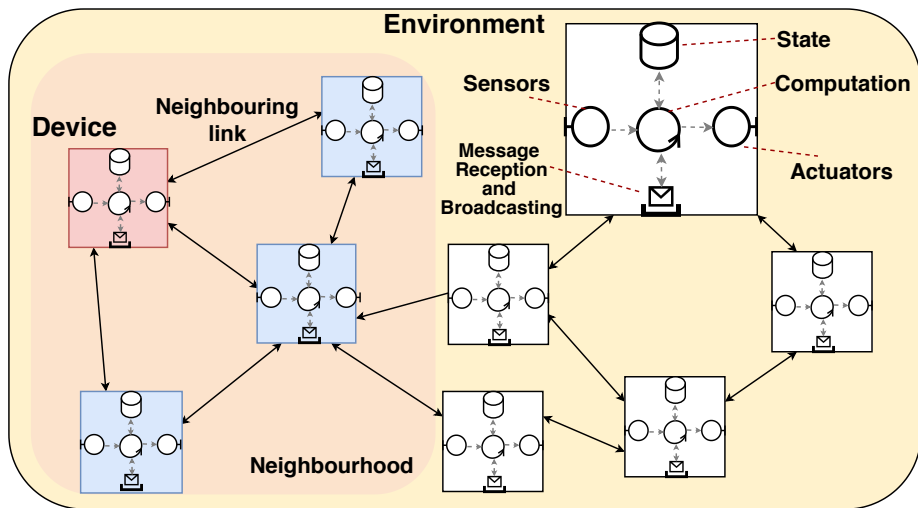 Environment
State
Sensors
Computation
Neighbouring
link
Device
Message
Reception
and
Broadcasting
Actuators
Neighbourhood